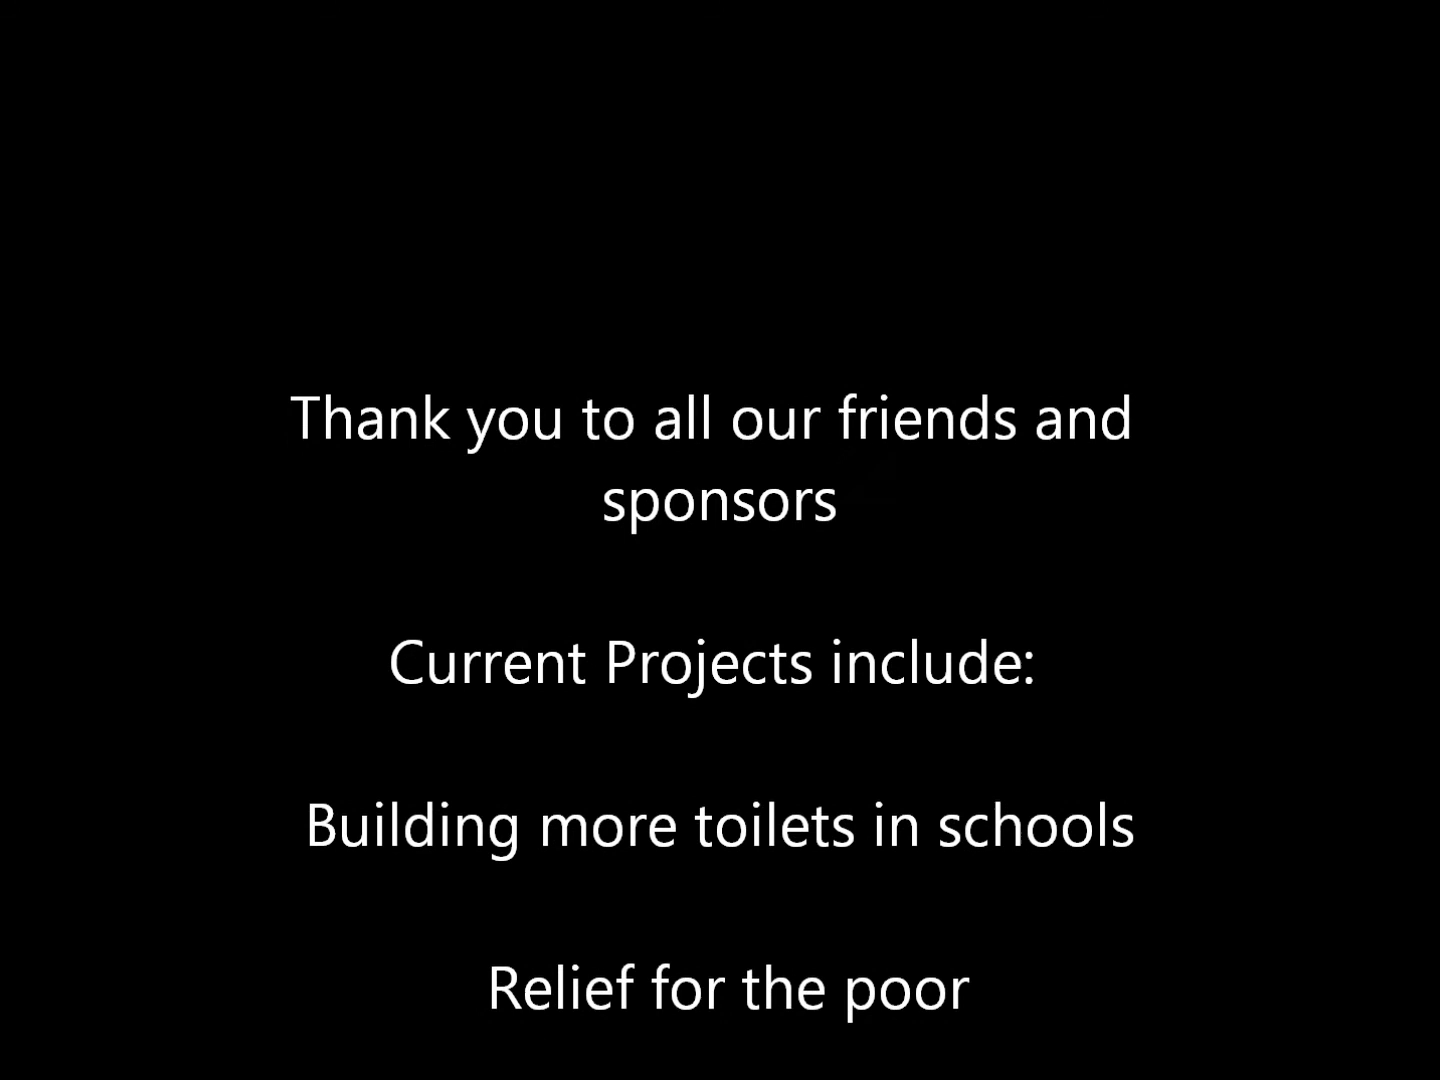 Thank you to all our friends and
sponsors
Current Projects include:
Building more toilets in schools
Relief for the poor